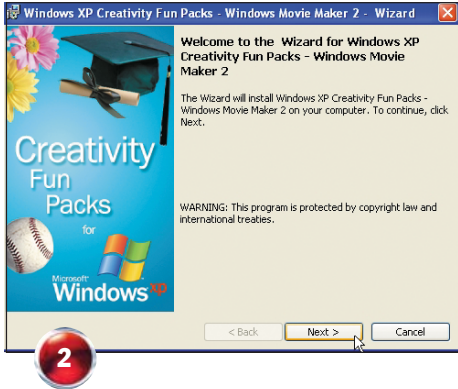 Windows XP Creativity Fun Packs - Windows Movie Maker 2 - Wizard
Creativity
Fun
Packs
for
Microsoft
Windows xp
Welcome to the Wizard for Windows XP
Creativity Fun Packs - Windows Movie
Maker 2
The Wizard will install Windows XP Creativity Fun Packs -
Windows Movie Maker 2 on your computer. To continue, click
Next.
WARNING: This program is protected by copyright law and
international treaties.
< Back
Next >
Cancel
2